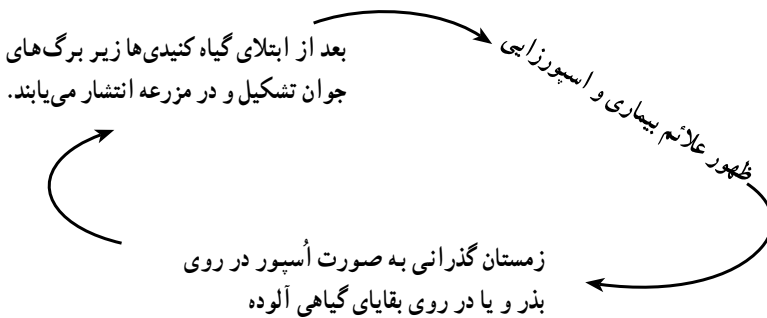 بعد از ابتلای گیاه کنیدی‌ها زیر برگ‌های
جوان تشکیل و در مزرعه انتشار می‌یابند.
ظهور علائم بیماری و اسپورزایی
زمستان گذرانی به صورت اُسپور در روی
بذر و یا در روی بقایای گیاهی آلوده